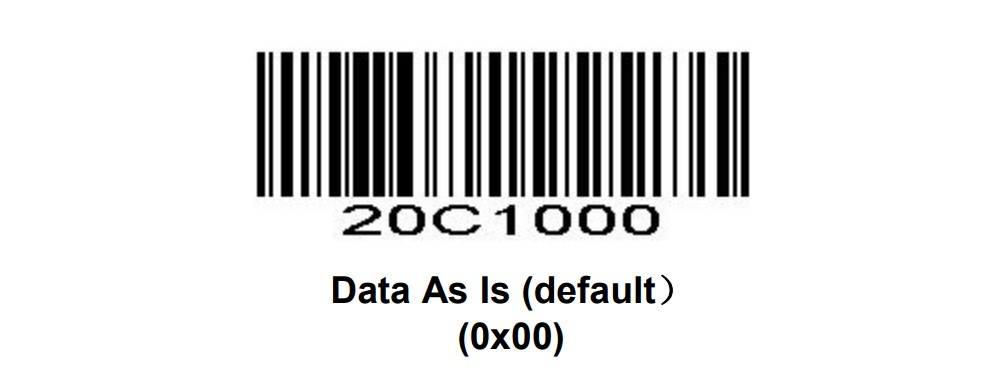 20C1000
Data As Is (default）
(0x00)